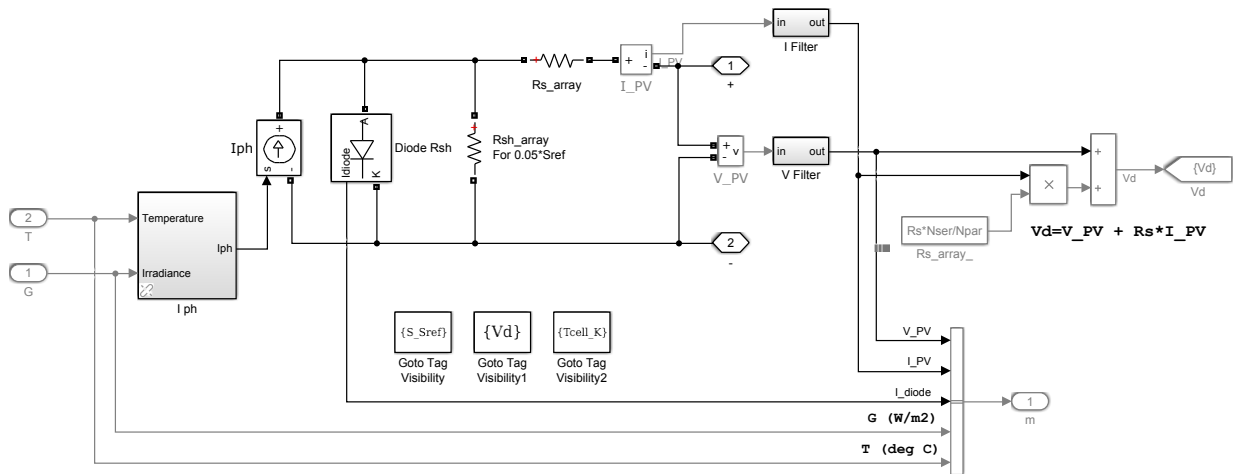 in out
I Filter
i
+
-
I_PV
I_PV
1
+
Rs_array
+
+
A
Iph
Diode Rsh
Idiode
K
s
-
+
Rsh_array
For 0.05*Sref
+
-
v
V_PV
in out
V Filter
+
+
×
Vd
{Vd}
Vd
Rs*Nser/Npar
Rs_array_
Vd=V_PV + Rs*I_PV
2
T
Temperature
Iph
1
G
Irradiance
I ph
2
-
{S_Sref}
{Vd}
{Tcell_K}
Goto Tag
Visibility
Goto Tag
Visibility1
Goto Tag
Visibility2
V_PV
I_PV
I_diode
G (W/m2)
T (deg C)
1
m